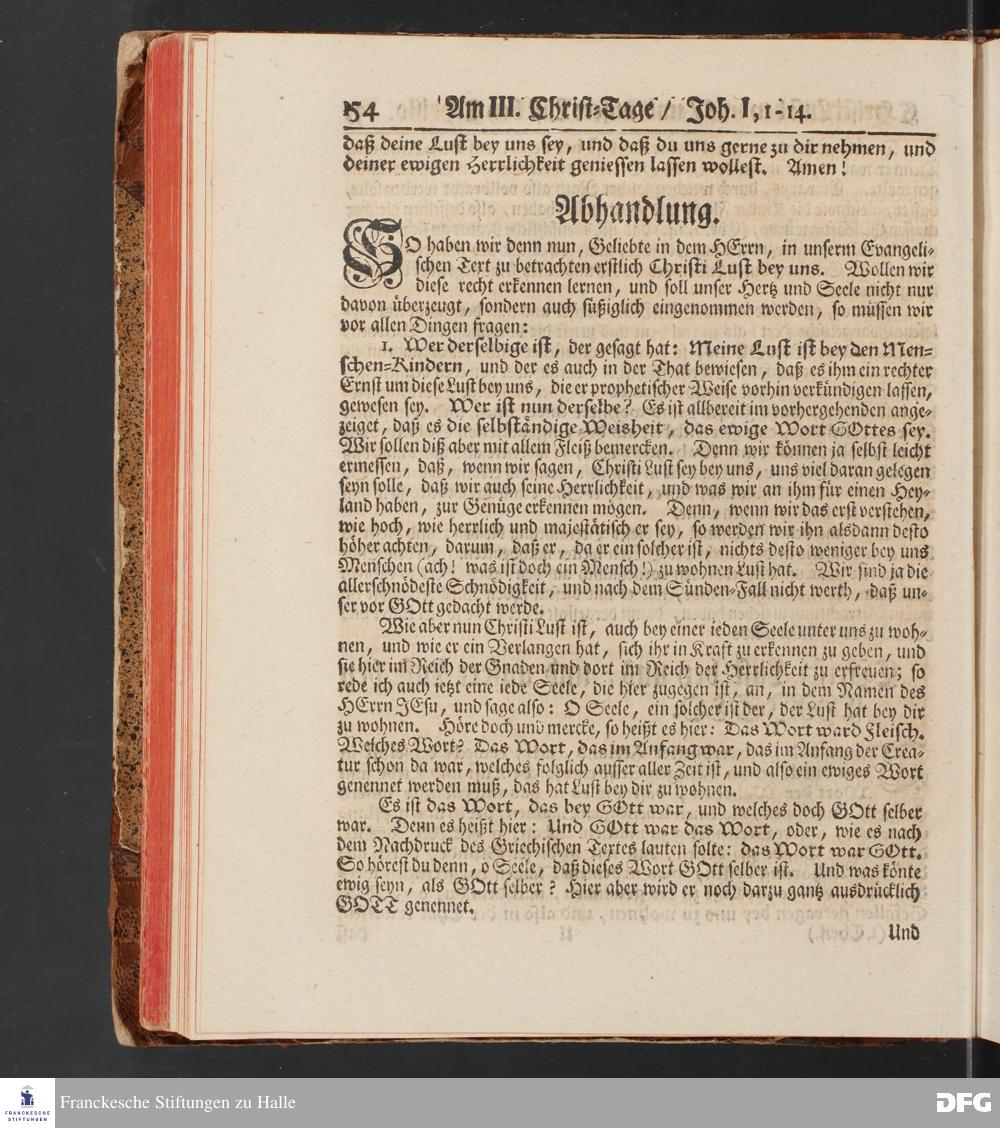 154 Am III. Christ-Tage / Joh. I, 1-14.
daß deine Lust bey uns sey, und daß du uns gerne zu dir nehmen, und
deiner ewigen Herrlichkeit geniessen lassen wollest. Amen!
Abhandlung.
SO haben wir denn nun, Geliebte in dem HErrn, in unserm Evangeli-
schen Text zu betrachten erstlich Christi Lust bey uns. Wollen wir
diese recht erkennen lernen, und soll unser Hertz und Seele nicht nur
davon überzeugt, sondern auch süßiglich eingenommen werden, so müssen wir
vor allen Dingen fragen:
1. Wer derselbige ist, der gesagt hat: Meine Lust ist bey den Men-
schen-Kindern, und der es auch in der That bewiesen, daß es ihm ein rechter
Ernst um diese Lust bey uns, die er prophetischer Weise vorhin verkündigen lassen,
gewesen sey. Wer ist nun derselbe? Es ist allbereit im vorhergehenden ange-
zeiget, daß es die selbständige Weisheit, das ewige Wort GOttes sey.
Wir sollen diß aber mit allem Fleiß bemercken. Denn wir können ja selbst leicht
ermessen, daß, wenn wir sagen, Christi Lust sey bey uns, uns viel daran gelegen
seyn solle, daß wir auch seine Herrlichkeit, und was wir an ihm für einen Hey-
land haben, zur Genüge erkennen mögen. Denn, wenn wir das erst verstehen,
wie hoch, wie herrlich und majestätisch er sey, so werden wir ihn alsdann desto
höher achten, darum, daß er, da er ein solcher ist, nichts desto weniger bey uns
Menschen (ach! was ist doch ein Mensch!) zu wohnen Lust hat. Wir sind ja die
allerschnödeste Schnödigkeit, und nach dem Sünden-Fall nicht werth, daß un-
ser vor GOtt gedacht werde.
Wie aber nun Christi Lust ist, auch bey einer ieden Seele unter uns zu woh-
nen, und wie er ein Verlangen hat, sich ihr in Kraft zu erkennen zu geben, und
sie hier im Reich der Gnaden und dort im Reich der Herrlichkeit zu erfreuen; so
rede ich auch ietzt eine iede Seele, die hier zugegen ist, an, in dem Namen des
HErrn JEsu, und sage also: O Seele, ein solcher ist der, der Lust hat bey dir
zu wohnen. Höre doch und mercke, so heißt es hier: Das Wort ward Fleisch.
Welches Wort? Das Wort, das im Anfang war, das im Anfang der Crea-
tur schon da war, welches folglich ausser aller Zeit ist, und also ein ewiges Wort
genennet werden muß, das hat Lust bey dir zu wohnen.
Es ist das Wort, das bey GOtt war, und welches doch GOtt selber
war. Denn es heißt hier: Und GOtt war das Wort, oder, wie es nach
dem Nachdruck des Griechischen Textes lauten solte: das Wort war GOtt.
So hörest du denn, o Seele, daß dieses Wort GOtt selber ist. Und was könte
ewig seyn, als GOtt selber? Hier aber wird er noch darzu gantz ausdrücklich
GOTT genennet.
Und
FRANCKESCHE
STIFTUNGEN
Franckesche Stiftungen zu Halle
DFG